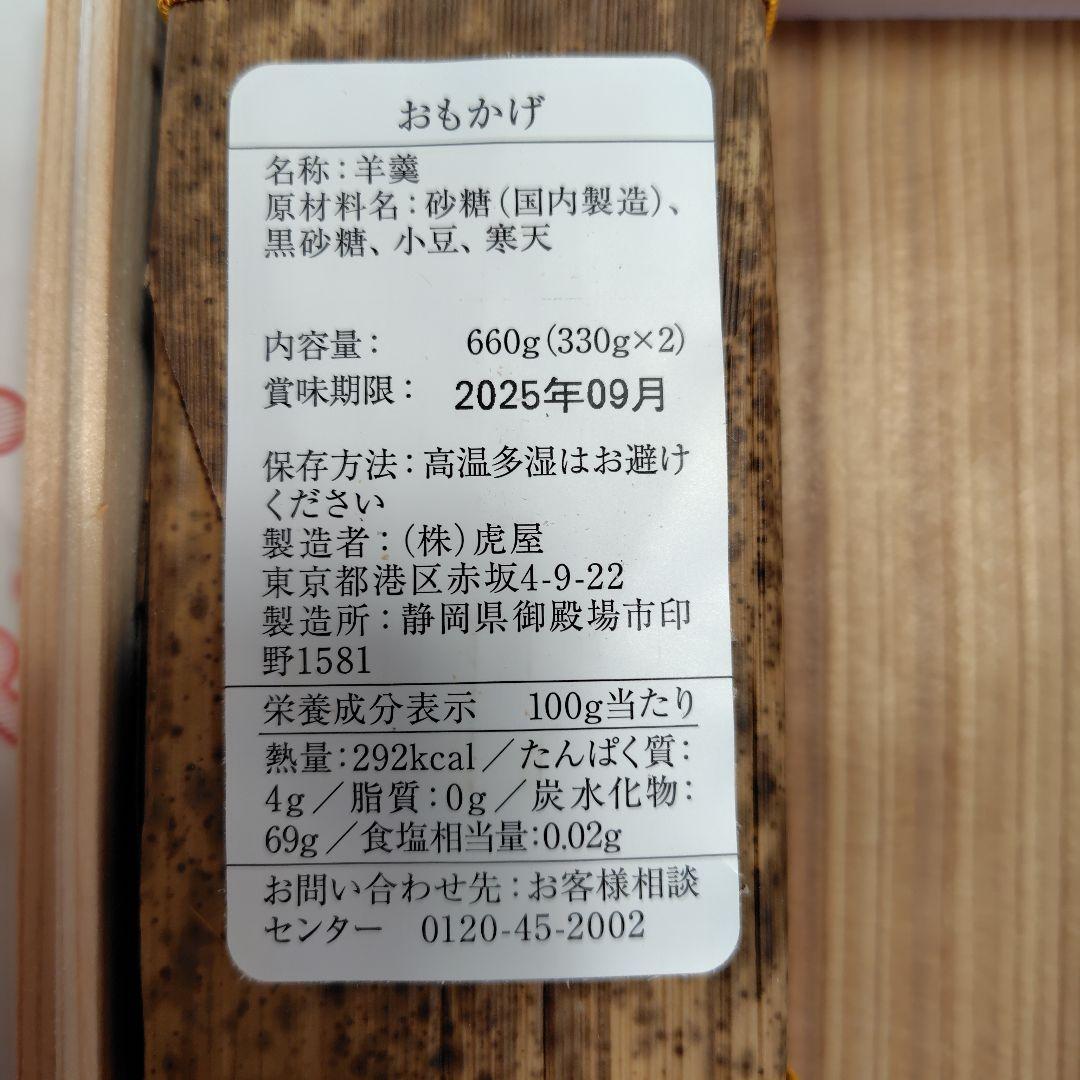 おもかげ
名称：羊羹
原材料名：砂糖（国内製造）、
黒砂糖、小豆、寒天
内容量： 660g（330g×2）
賞味期限： 2025年09月
保存方法：高温多湿はお避け
ください
製造者：（株）虎屋
東京都港区赤坂4-9-22
製造所：静岡県御殿場市印
野1581
栄養成分表示 100g当たり
熱量：292kcal／たんぱく質：
4g／脂質：0g／炭水化物：
69g／食塩相当量：0.02g
お問い合わせ先：お客様相談
センター 0120-45-2002